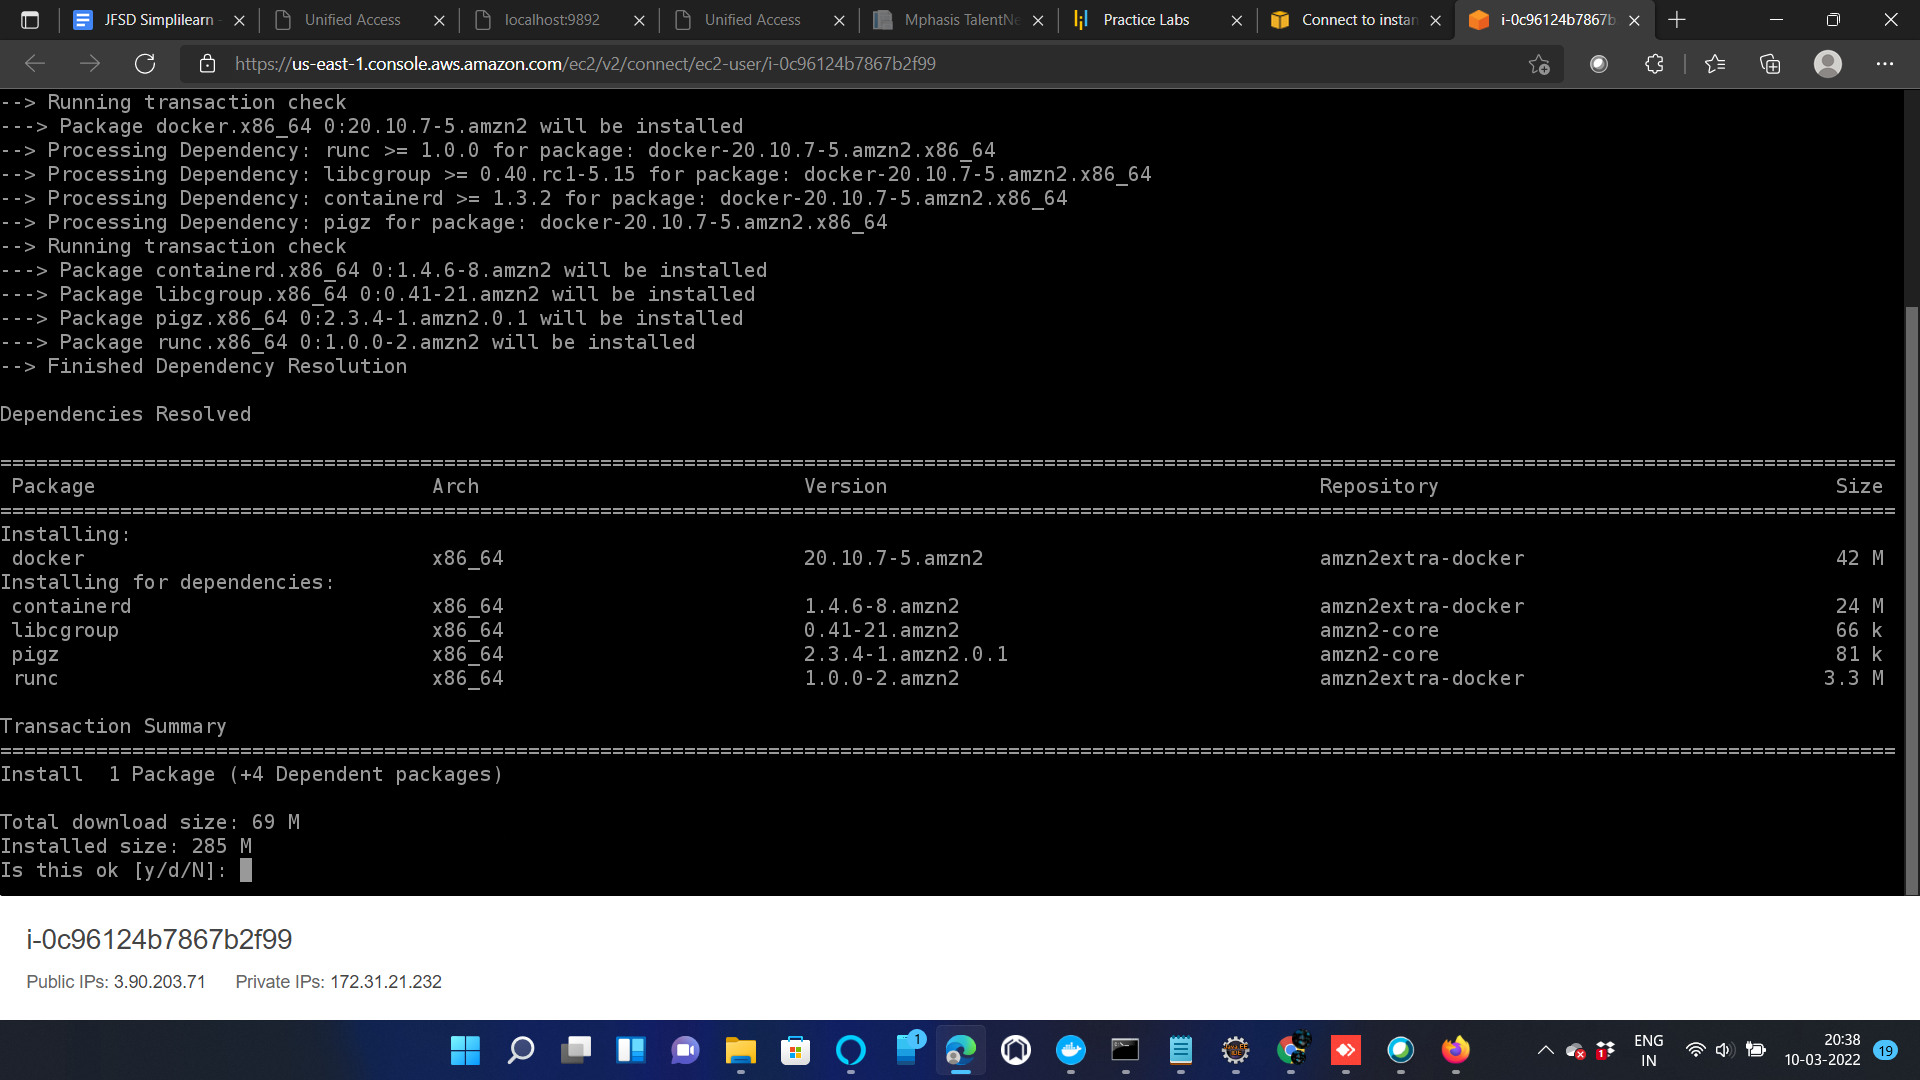 JFSD Simplilearn -
Unified Access
localhost:9892
Unified Access
Mphasis TalentNe
Practice Labs
Connect to instan
i-0c96124b7867b
https://us-east-1.console.aws.amazon.com/ec2/v2/connect/ec2-user/i-0c96124b7867b2f99
--> Running transaction check
---> Package docker.x86_64 0:20.10.7-5.amzn2 will be installed
--> Processing Dependency: runc >= 1.0.0 for package: docker-20.10.7-5.amzn2.x86_64
--> Processing Dependency: libcgroup >= 0.40.rc1-5.15 for package: docker-20.10.7-5.amzn2.x86_64
--> Processing Dependency: containerd >= 1.3.2 for package: docker-20.10.7-5.amzn2.x86_64
--> Processing Dependency: pigz for package: docker-20.10.7-5.amzn2.x86_64
--> Running transaction check
---> Package containerd.x86_64 0:1.4.6-8.amzn2 will be installed
---> Package libcgroup.x86_64 0:0.41-21.amzn2 will be installed
---> Package pigz.x86_64 0:2.3.4-1.amzn2.0.1 will be installed
---> Package runc.x86_64 0:1.0.0-2.amzn2 will be installed
--> Finished Dependency Resolution
Dependencies Resolved
Package Arch Version Repository Size
Installing:
docker x86_64 20.10.7-5.amzn2 amzn2extra-docker 42 M
Installing for dependencies:
containerd x86_64 1.4.6-8.amzn2 amzn2extra-docker 24 M
libcgroup x86_64 0.41-21.amzn2 amzn2-core 66 k
pigz x86_64 2.3.4-1.amzn2.0.1 amzn2-core 81 k
runc x86_64 1.0.0-2.amzn2 amzn2extra-docker 3.3 M
Transaction Summary
Install 1 Package (+4 Dependent packages)
Total download size: 69 M
Installed size: 285 M
Is this ok [y/d/N]:
i-0c96124b7867b2f99
Public IPs: 3.90.203.71 Private IPs: 172.31.21.232
1
1
ENG
IN
20:38
10-03-2022
19